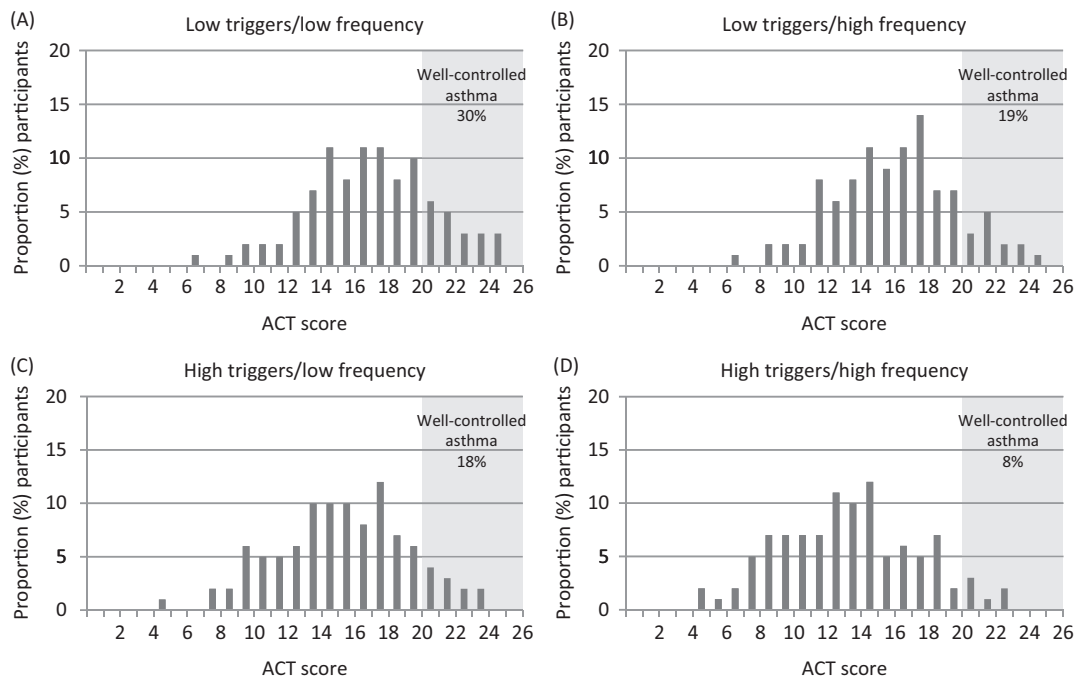 (A)
Low triggers/low frequency
Proportion (%) participants
20
15
10
5
0
Well-controlled
asthma
30%
2 4 6 8 10 12 14 16 18 20 22 24 26
ACT score
(B)
Low triggers/high frequency
Proportion (%) participants
20
15
10
5
0
Well-controlled
asthma
19%
2 4 6 8 10 12 14 16 18 20 22 24 26
ACT score
(C)
High triggers/low frequency
Proportion (%) participants
20
15
10
5
0
Well-controlled
asthma
18%
2 4 6 8 10 12 14 16 18 20 22 24 26
ACT score
(D)
High triggers/high frequency
Proportion (%) participants
20
15
10
5
0
Well-controlled
asthma
8%
2 4 6 8 10 12 14 16 18 20 22 24 26
ACT score